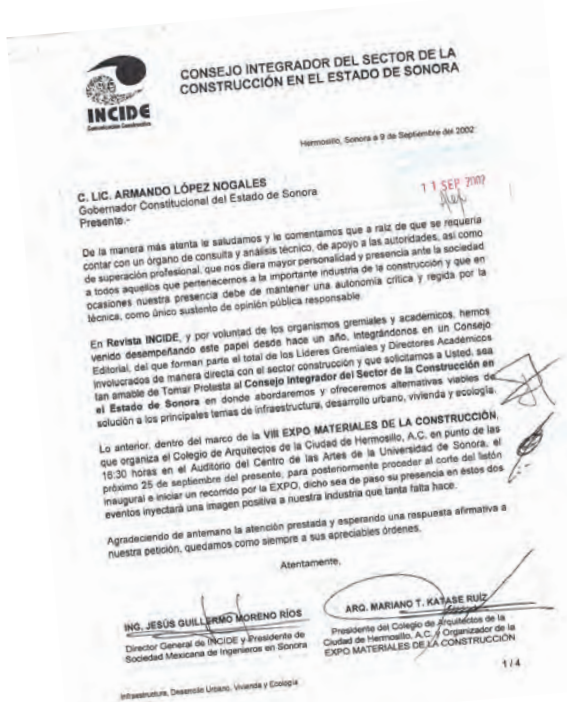 CONSEJO INTEGRADOR DEL SECTOR DE LA
CONSTRUCCIÓN EN EL ESTADO DE SONORA
INCIDE
Comunicación Constructiva
Hermosillo, Sonora a 9 de Septiembre del 2002.
C. LIC. ARMANDO LÓPEZ NOGALES
Gobernador Constitucional del Estado de Sonora
Presente.-
11 SEP 2002
De la manera más atenta le saludamos y le comentamos que a raíz de que se requería
contar con un órgano de consulta y análisis técnico, de apoyo a las autoridades, así como
de superación profesional, que nos diera mayor personalidad y presencia ante la sociedad
a todos aquellos que pertenecemos a la importante industria de la construcción y que en
ocasiones nuestra presencia debe de mantener una autonomía crítica y regida por la
técnica, como único sustento de opinión pública responsable.
En Revista INCIDE, y por voluntad de los organismos gremiales y académicos, hemos
venido desempeñando este papel desde hace un año, integrándonos en un Consejo
Editorial, del que forman parte el total de los Líderes Gremiales y Directores Académicos
involucrados de manera directa con el sector construcción y que solicitamos a Usted, sea
tan amable de Tomar Protesta al Consejo Integrador del Sector de la Construcción en
el Estado de Sonora en donde abordaremos y ofreceremos alternativas viables de
solución a los principales temas de infraestructura, desarrollo urbano, vivienda y ecología.
Lo anterior, dentro del marco de la VIII EXPO MATERIALES DE LA CONSTRUCCIÓN,
que organiza el Colegio de Arquitectos de la Ciudad de Hermosillo, A.C. en punto de las
16:30 horas en el Auditorio del Centro de las Artes de la Universidad de Sonora, el
próximo 25 de septiembre del presente, para posteriormente proceder al corte del listón
inaugural e iniciar un recorrido por la EXPO, dicho sea de paso su presencia en éstos dos
eventos inyectará una imagen positiva a nuestra industria que tanta falta hace.
Agradeciendo de antemano la atención prestada y esperando una respuesta afirmativa a
nuestra petición, quedamos como siempre a sus apreciables órdenes.
Atentamente,
ING. JESÚS GUILLERMO MORENO RÍOS
Director General de INCIDE y Presidente de
Sociedad Mexicana de Ingenieros en Sonora
ARQ. MARIANO T. KATASE RUÍZ
Presidente del Colegio de Arquitectos de la
Ciudad de Hermosillo, A.C. y Organizador de la
EXPO MATERIALES DE LA CONSTRUCCIÓN
1/4
Infraestructura, Desarrollo Urbano, Vivienda y Ecología